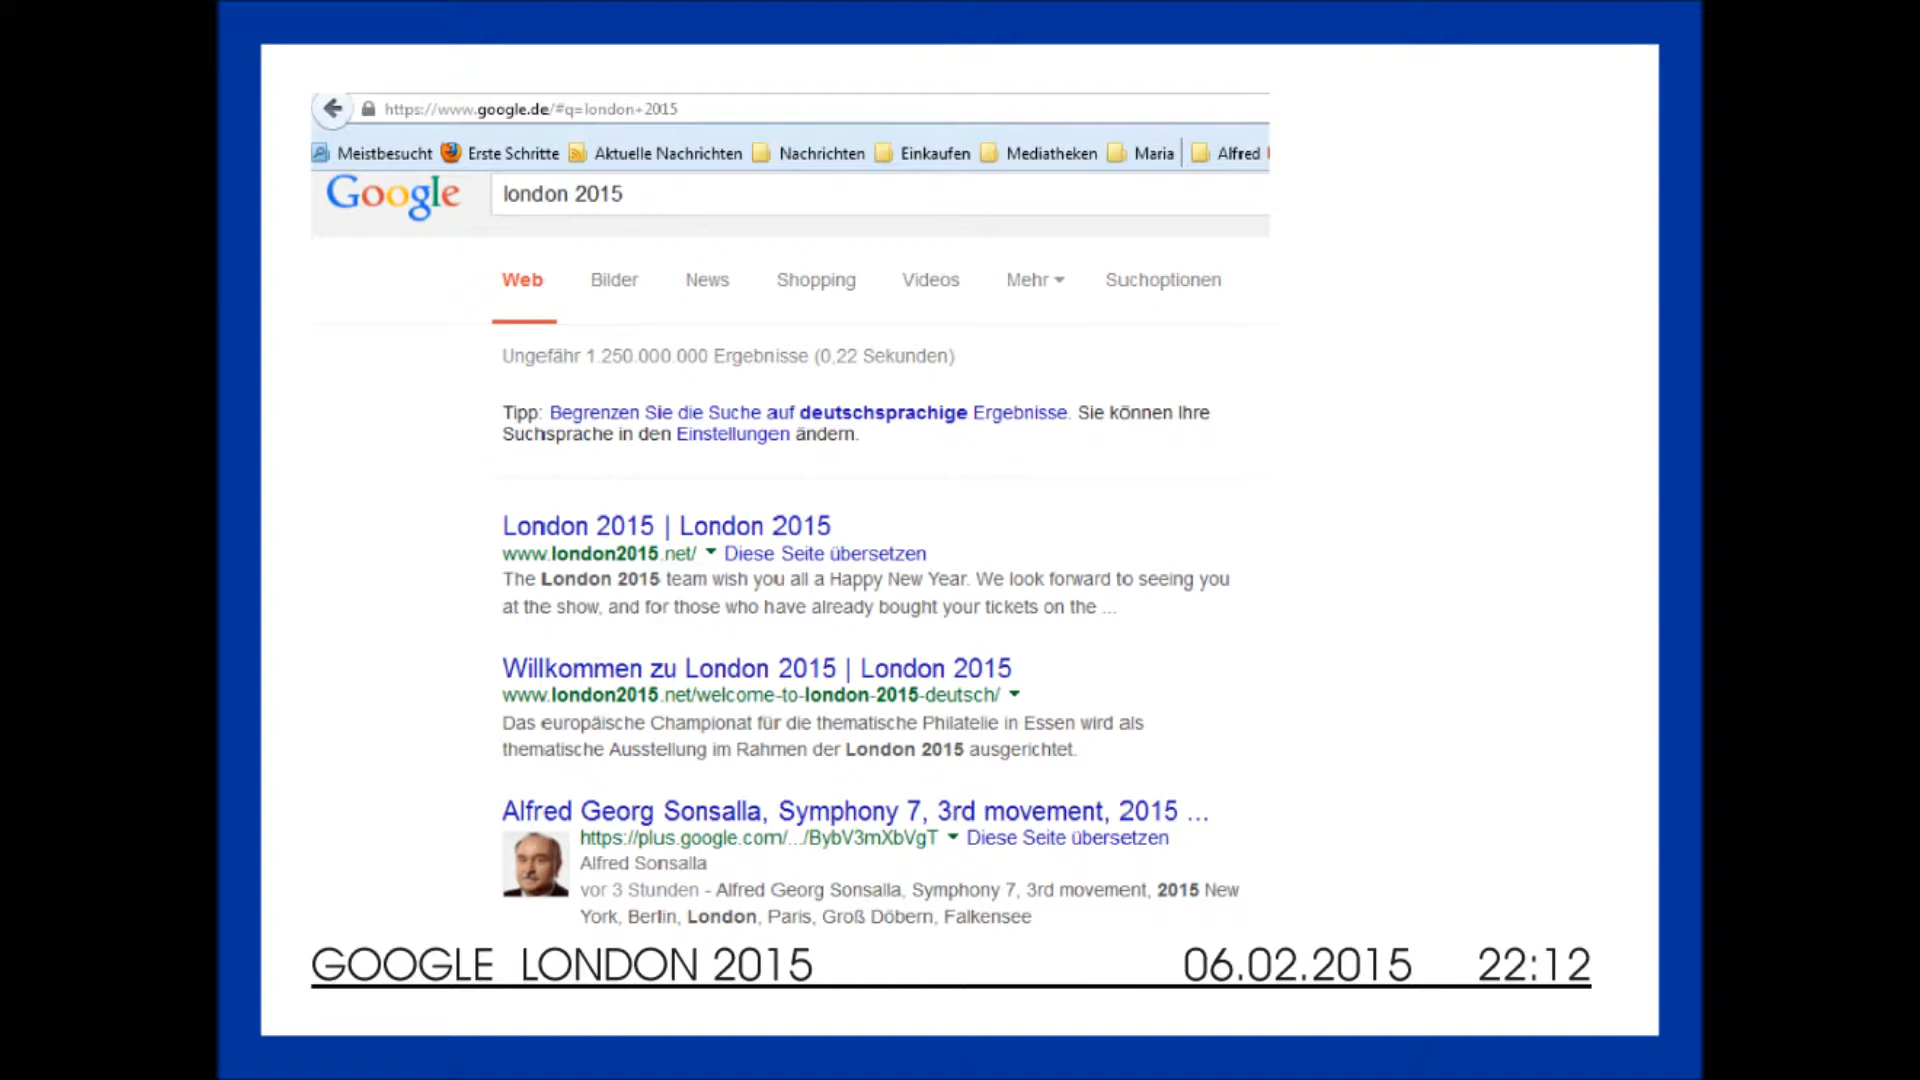 https://www.google.de/#q=london+2015
Meistbesucht Erste Schritte Aktuelle Nachrichten Nachrichten Einkaufen Mediatheken Maria Alfred
Google london 2015
Web Bilder News Shopping Videos Mehr Suchoptionen
Ungefähr 1.250.000.000 Ergebnisse (0,22 Sekunden)
Tipp: Begrenzen Sie die Suche auf deutschsprachige Ergebnisse. Sie können Ihre
Suchsprache in den Einstellungen ändern.
London 2015 | London 2015
www.london2015.net/ Diese Seite übersetzen
The London 2015 team wish you all a Happy New Year. We look forward to seeing you
at the show, and for those who have already bought your tickets on the ...
Willkommen zu London 2015 | London 2015
www.london2015.net/welcome-to-london-2015-deutsch/
Das europäische Championat für die thematische Philatelie in Essen wird als
thematische Ausstellung im Rahmen der London 2015 ausgerichtet.
Alfred Georg Sonsalla, Symphony 7, 3rd movement, 2015 ...
https://plus.google.com/.../BybV3mXbVgT Diese Seite übersetzen
Alfred Sonsalla
vor 3 Stunden - Alfred Georg Sonsalla, Symphony 7, 3rd movement, 2015 New
York, Berlin, London, Paris, Groß Döbern, Falkensee
GOOGLE LONDON 2015 06.02.2015 22:12